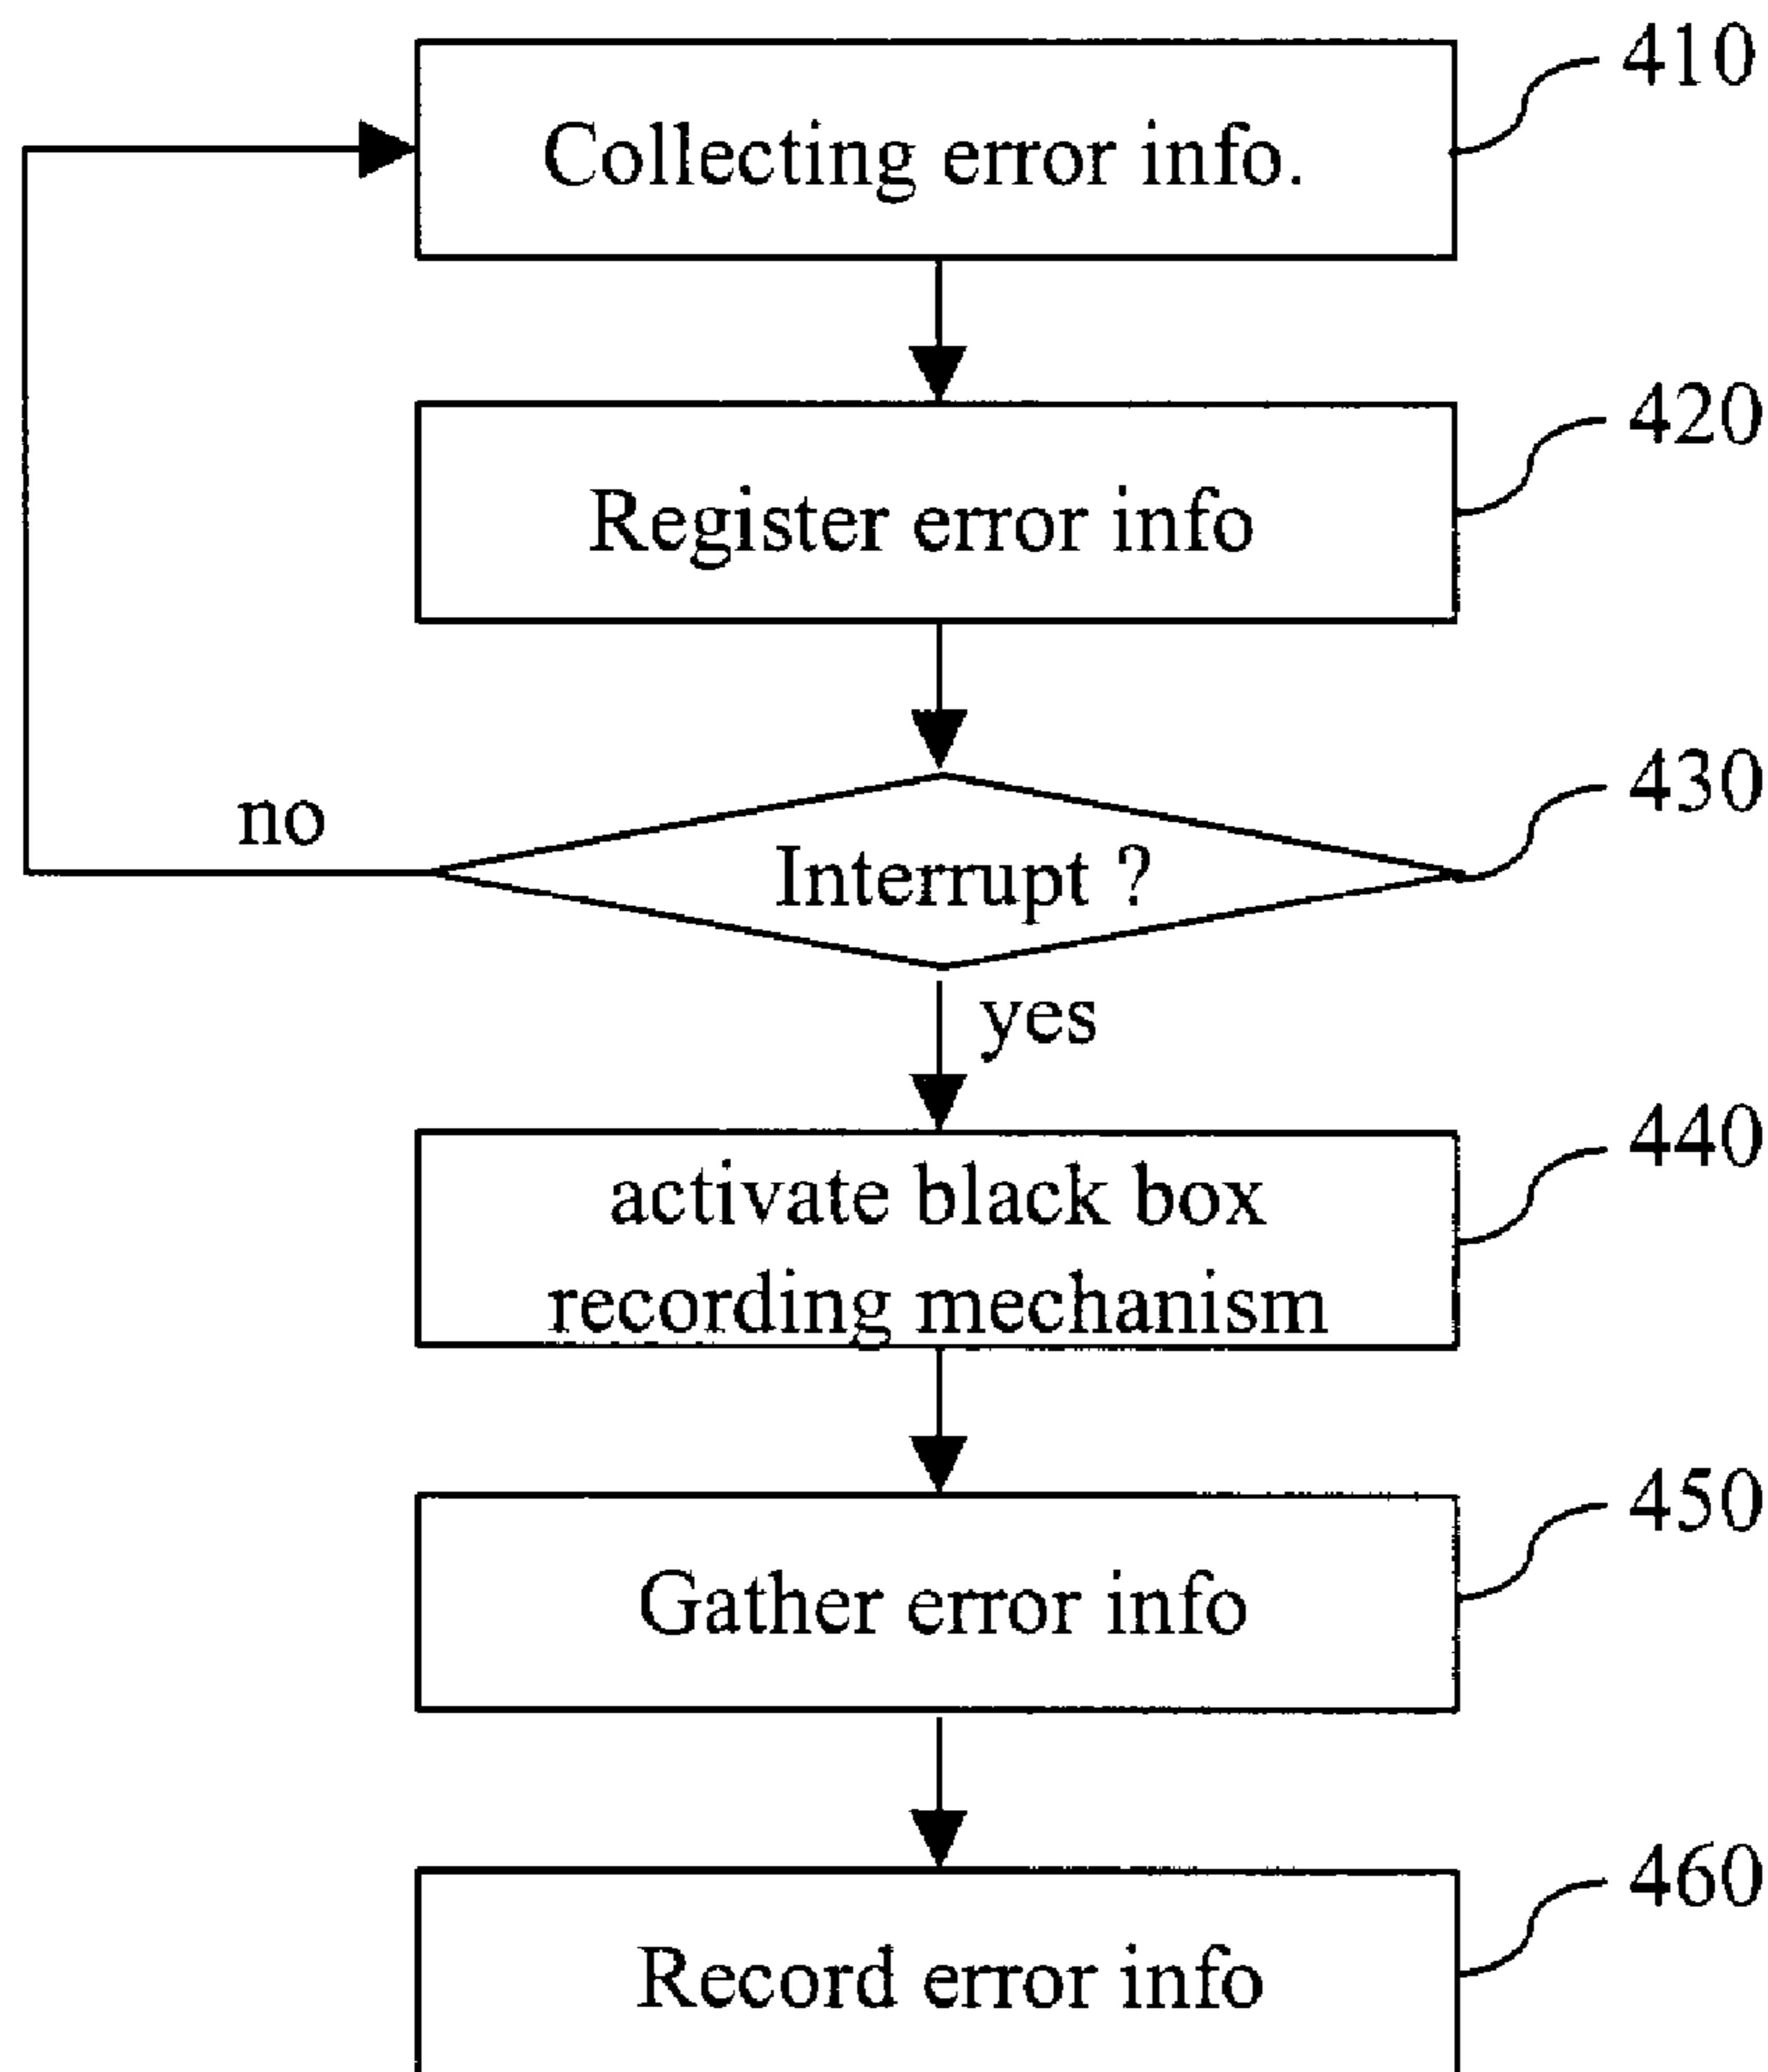 410
Collecting error info.
420
Register error info
430
no
Interrupt ?
yes
440
activate black box
recording mechanism
450
Gather error info
460
Record error info